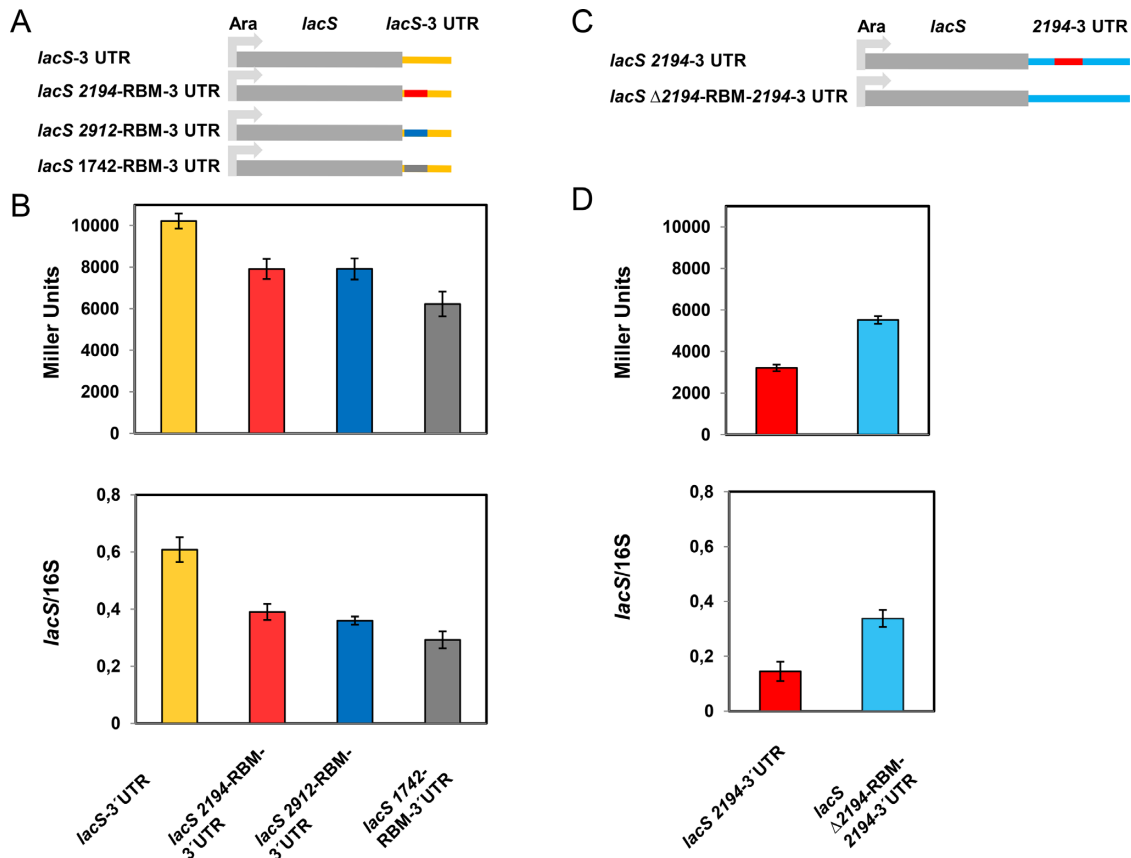 A
Ara lacS lacS-3 UTR
lacS-3 UTR
lacS 2194-RBM-3 UTR
lacS 2912-RBM-3 UTR
lacS 1742-RBM-3 UTR
C
Ara lacS 2194-3 UTR
lacS 2194-3 UTR
lacS Δ2194-RBM-2194-3 UTR
B
Miller Units
10000
8000
6000
4000
2000
0
lacS/16S
0,8
0,6
0,4
0,2
0
lacS-3´UTR
lacS 2194-RBM-
3´UTR
lacS 2912-RBM-
3´UTR
lacS 1742-
RBM-3´UTR
D
Miller Units
10000
8000
6000
4000
2000
0
lacS/16S
0,8
0,6
0,4
0,2
0
lacS 2194-3´UTR
lacS
Δ2194-RBM-
2194-3´UTR